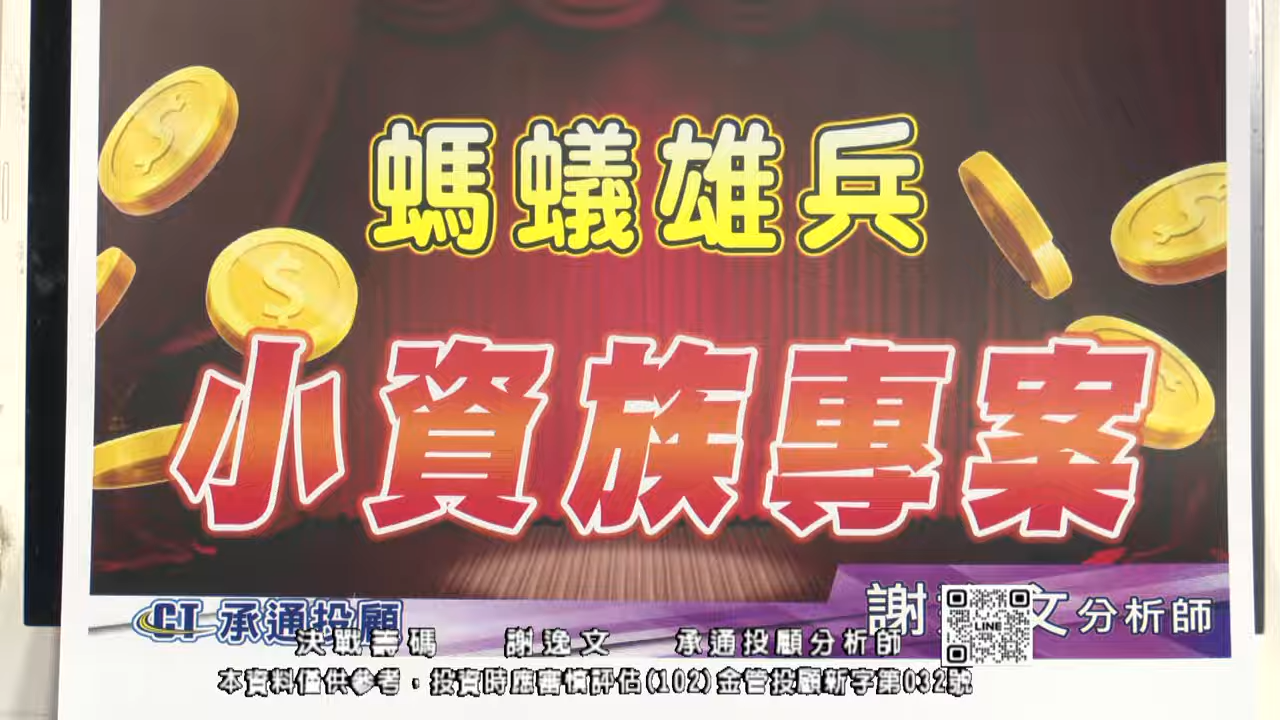 螞蟻雄兵
小資族專案
CT 承通投顧
謝 文分析師
LINE
決戰籌碼 謝逸文 承通投顧分析師
本資料僅供參考,投資時應審慎評估(102)金管投顧新字第032號